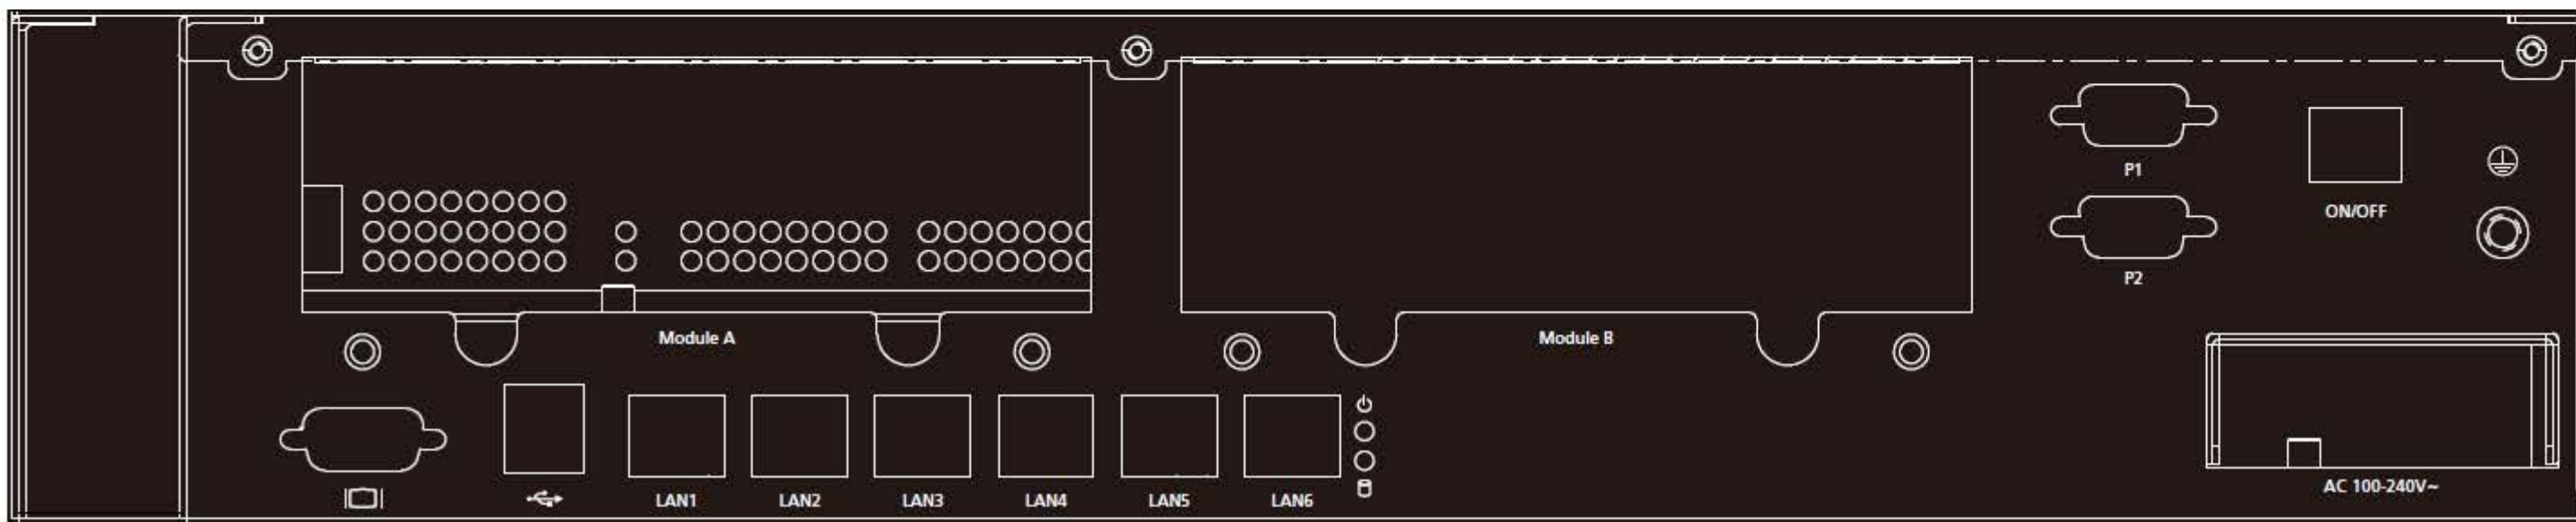 P1
ON/OFF
P2
Module A
Module B
LAN1
LAN2
LAN3
LAN4
LAN5
LAN6
AC 100-240V~